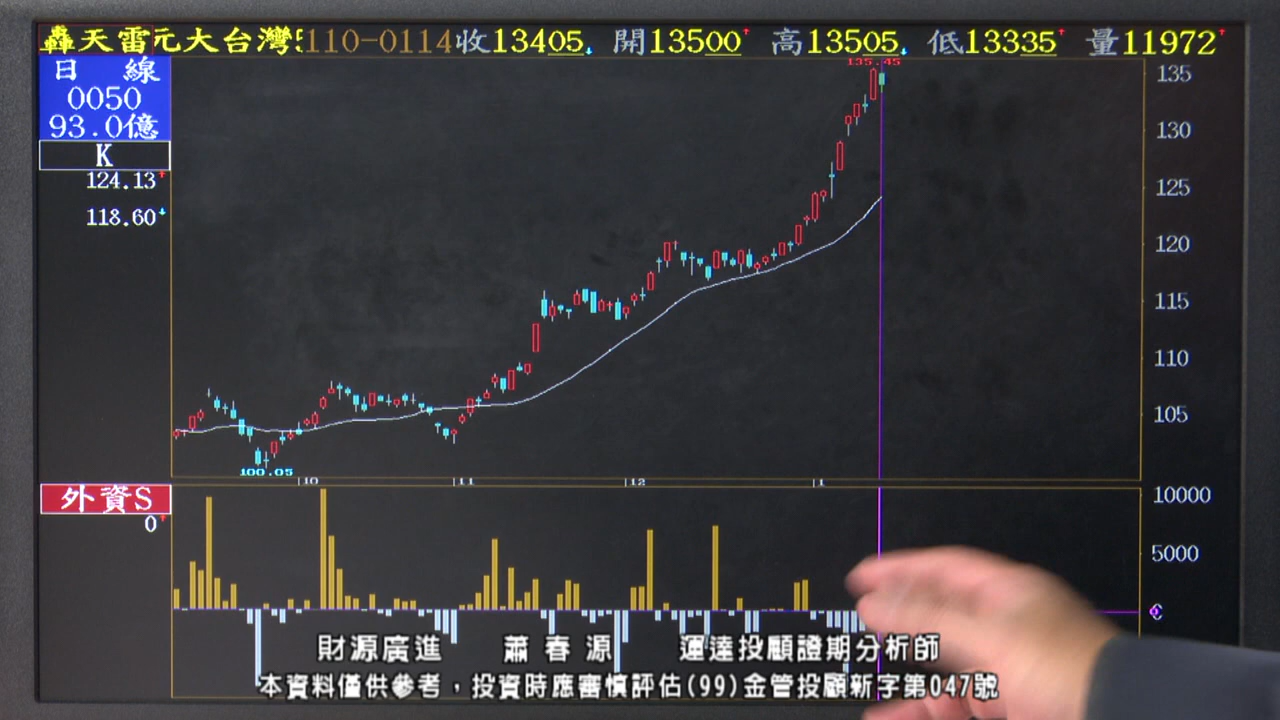 轟天雷元大台灣 110-0114收13405 開13500 高13505 低13335 量11972
日 線
0050
93.0億
K
124.13
118.60
135.45
135
130
125
120
115
110
105
100.05
10 11 12 1
外資S
0
10000
5000
財源廣進 蕭春源 運達投顧證期分析師
本資料僅供參考，投資時應審慎評估(99)金管投顧新字第047號